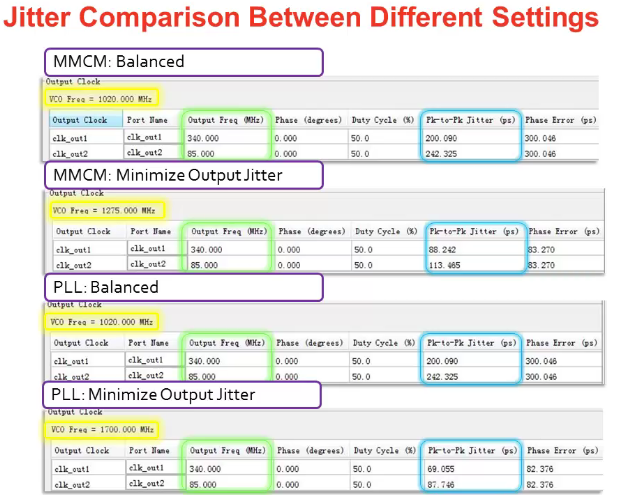 Jitter Comparison Between Different Settings
MMCM: Balanced
Output Clock
VCO Freq = 1020.000 MHz
Output Clock Port Name Output Freq (MHz) Phase (degrees) Duty Cycle (%) Pk-to-Pk Jitter (ps) Phase Error (ps)
clk_out1 clk_out1 340.000 0.000 50.0 200.090 300.046
clk_out2 clk_out2 85.000 0.000 50.0 242.325 300.046
MMCM: Minimize Output Jitter
Output Clock
VCO Freq = 1275.000 MHz
Output Clock Port Name Output Freq (MHz) Phase (degrees) Duty Cycle (%) Pk-to-Pk Jitter (ps) Phase Error (ps)
clk_out1 clk_out1 340.000 0.000 50.0 88.242 83.270
clk_out2 clk_out2 85.000 0.000 50.0 113.465 83.270
PLL: Balanced
Output Clock
VCO Freq = 1020.000 MHz
Output Clock Port Name Output Freq (MHz) Phase (degrees) Duty Cycle (%) Pk-to-Pk Jitter (ps) Phase Error (ps)
clk_out1 clk_out1 340.000 0.000 50.0 200.090 300.046
clk_out2 clk_out2 85.000 0.000 50.0 242.325 300.046
PLL: Minimize Output Jitter
Output Clock
VCO Freq = 1700.000 MHz
Output Clock Port Name Output Freq (MHz) Phase (degrees) Duty Cycle (%) Pk-to-Pk Jitter (ps) Phase Error (ps)
clk_out1 clk_out1 340.000 0.000 50.0 69.055 82.376
clk_out2 clk_out2 85.000 0.000 50.0 87.746 82.376